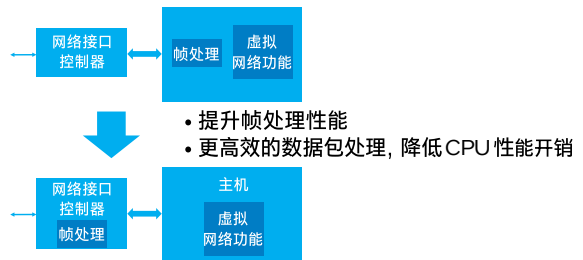 网络接口
控制器
帧处理
虚拟
网络功能
• 提升帧处理性能
• 更高效的数据包处理, 降低CPU性能开销
网络接口
控制器
帧处理
主机
虚拟
网络功能